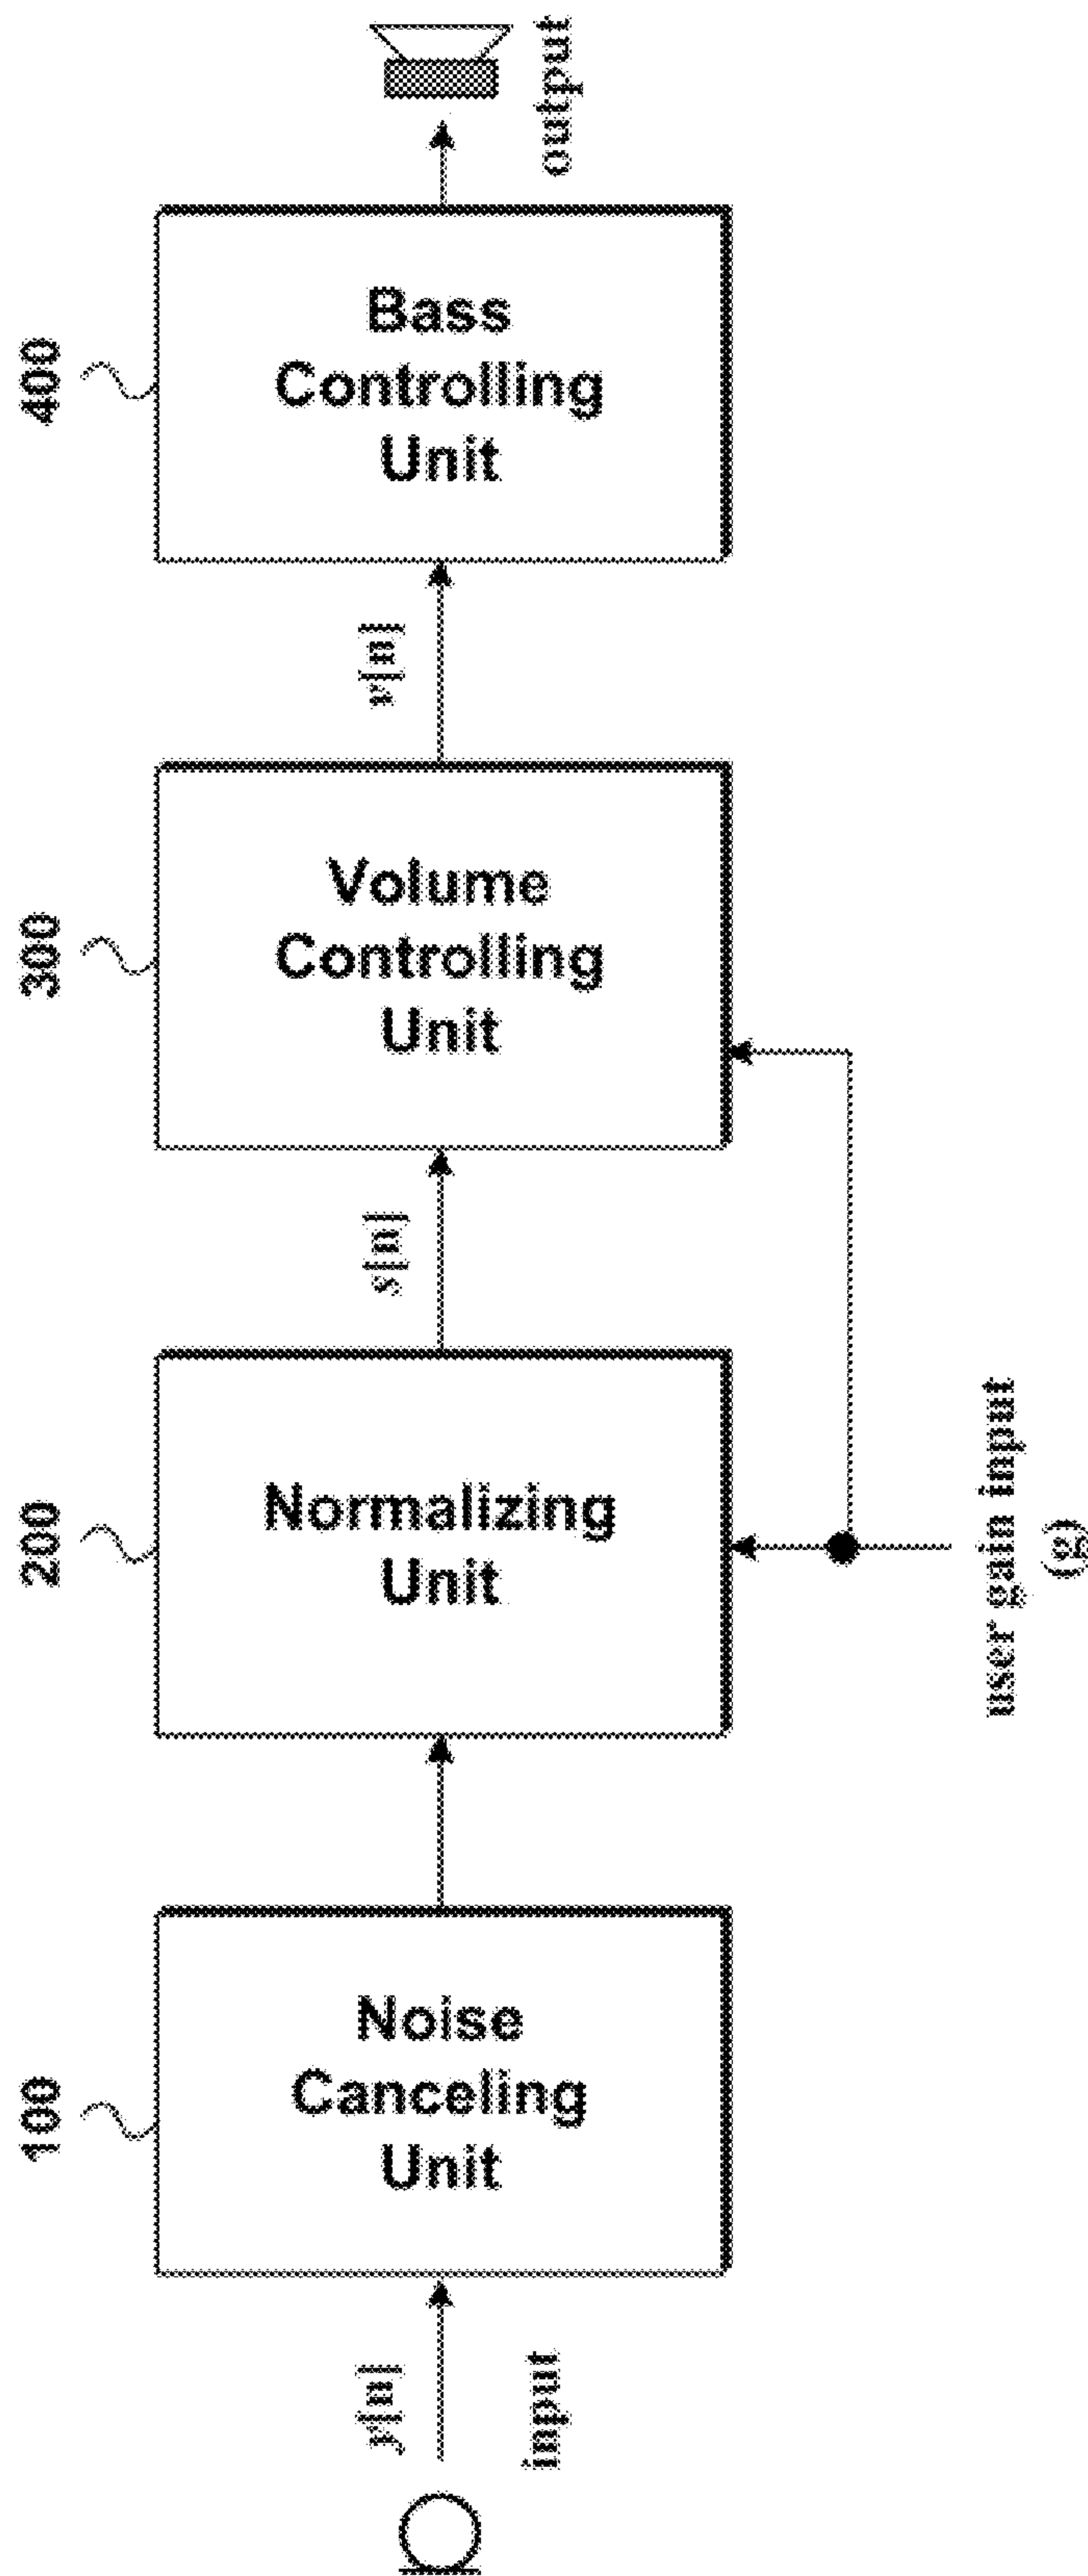 400
Bass
Controlling
Unit
output
v[n]
300
Volume
Controlling
Unit
s[n]
200
Normalizing
Unit
user gain input
(g)
100
Noise
Canceling
Unit
y[n]
input